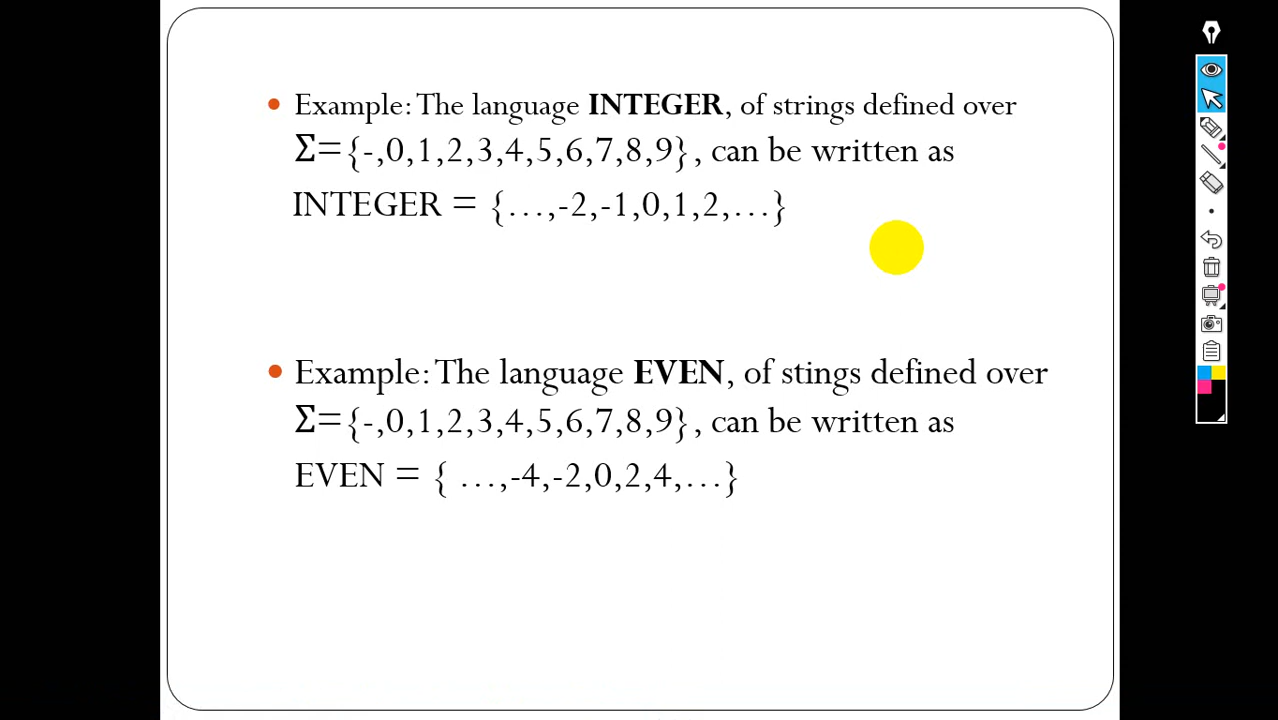 • Example: The language INTEGER, of strings defined over
Σ={-,0,1,2,3,4,5,6,7,8,9}, can be written as
INTEGER = {…,-2,-1,0,1,2,…}
• Example: The language EVEN, of stings defined over
Σ={-,0,1,2,3,4,5,6,7,8,9}, can be written as
EVEN = { …,-4,-2,0,2,4,…}